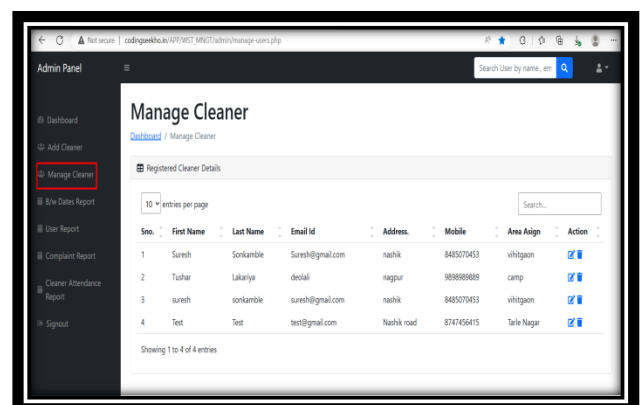 Not secure | codingseekho.in/APP/WST_MNGT/admin/manage-users.php
Admin Panel
Search User by name , em
Dashboard
Add Cleaner
Manage Cleaner
B/w Dates Report
User Report
Complaint Report
Cleaner Attendance
Report
Signout
Manage Cleaner
Dashboard / Manage Cleaner
Registered Cleaner Details
10 entries per page
Search...
Sno. First Name Last Name Email Id Address. Mobile Area Asign Action
1 Suresh Sonkamble Suresh@gmail.com nashik 8485070453 vihitgaon
2 Tushar Lakariya deolali nagpur 9898989889 camp
3 suresh sonkamble suresh@gmail.com nashik 8485070453 vihitgaon
4 Test Test test@gmail.com Nashik road 8747456415 Tarle Nagar
Showing 1 to 4 of 4 entries